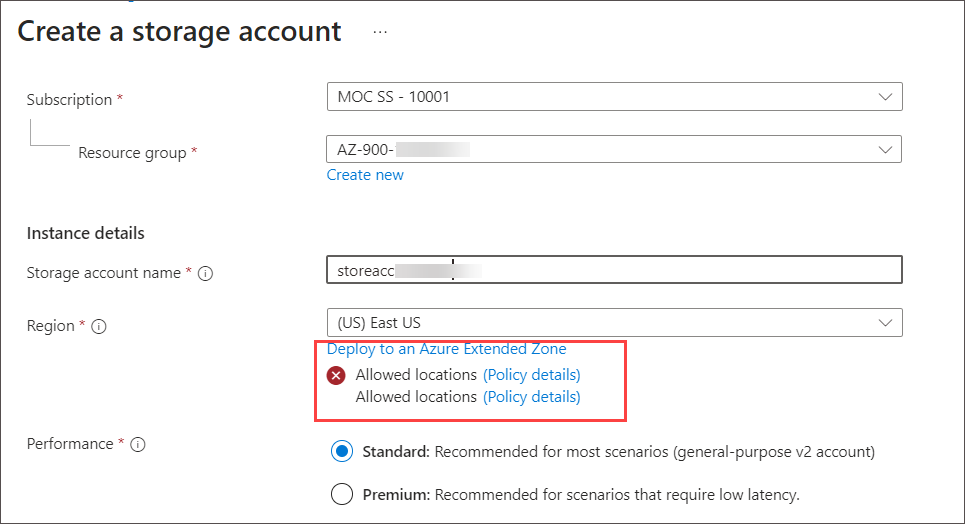 Create a storage account ...
Subscription *
MOC SS - 10001
Resource group *
AZ-900-
Create new
Instance details
Storage account name *
storeacc
Region *
(US) East US
Deploy to an Azure Extended Zone
Allowed locations (Policy details)
Allowed locations (Policy details)
Performance *
Standard: Recommended for most scenarios (general-purpose v2 account)
Premium: Recommended for scenarios that require low latency.